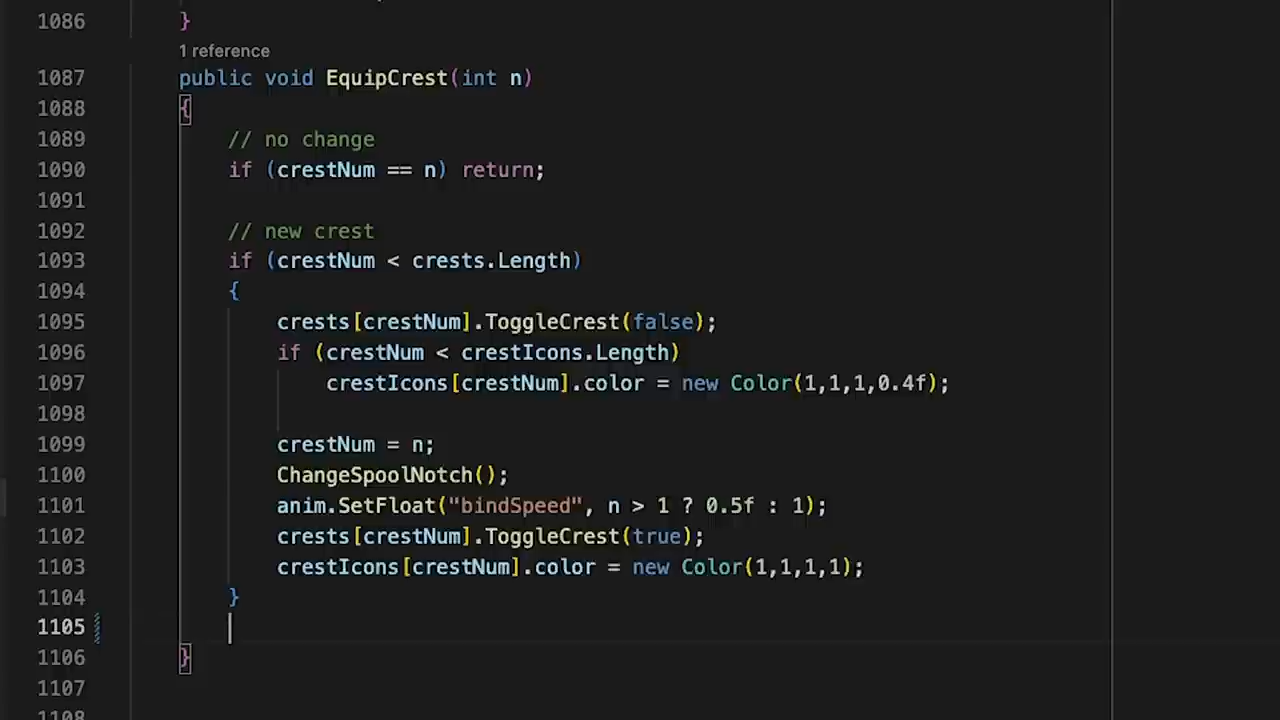 1086 }
1 reference
1087 public void EquipCrest(int n)
1088 {
1089 // no change
1090 if (crestNum == n) return;
1091
1092 // new crest
1093 if (crestNum < crests.Length)
1094 {
1095 crests[crestNum].ToggleCrest(false);
1096 if (crestNum < crestIcons.Length)
1097 crestIcons[crestNum].color = new Color(1,1,1,0.4f);
1098
1099 crestNum = n;
1100 ChangeSpoolNotch();
1101 anim.SetFloat("bindSpeed", n > 1 ? 0.5f : 1);
1102 crests[crestNum].ToggleCrest(true);
1103 crestIcons[crestNum].color = new Color(1,1,1,1);
1104 }
1105
1106 }
1107
1108